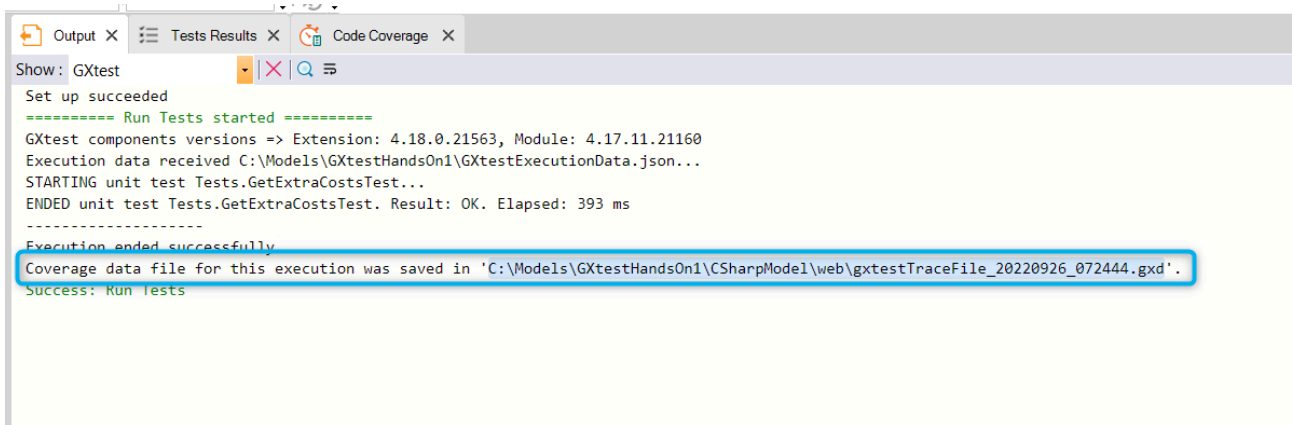 Output Tests Results Code Coverage
Show: GXtest
Set up succeeded
========== Run Tests started ==========
GXtest components versions => Extension: 4.18.0.21563, Module: 4.17.11.21160
Execution data received C:\Models\GXtestHandsOn1\GXtestExecutionData.json...
STARTING unit test Tests.GetExtraCostsTest...
ENDED unit test Tests.GetExtraCostsTest. Result: OK. Elapsed: 393 ms
--------------------
Execution ended successfully
Coverage data file for this execution was saved in 'C:\Models\GXtestHandsOn1\CSharpModel\web\gxtestTraceFile_20220926_072444.gxd'.
Success: Run Tests